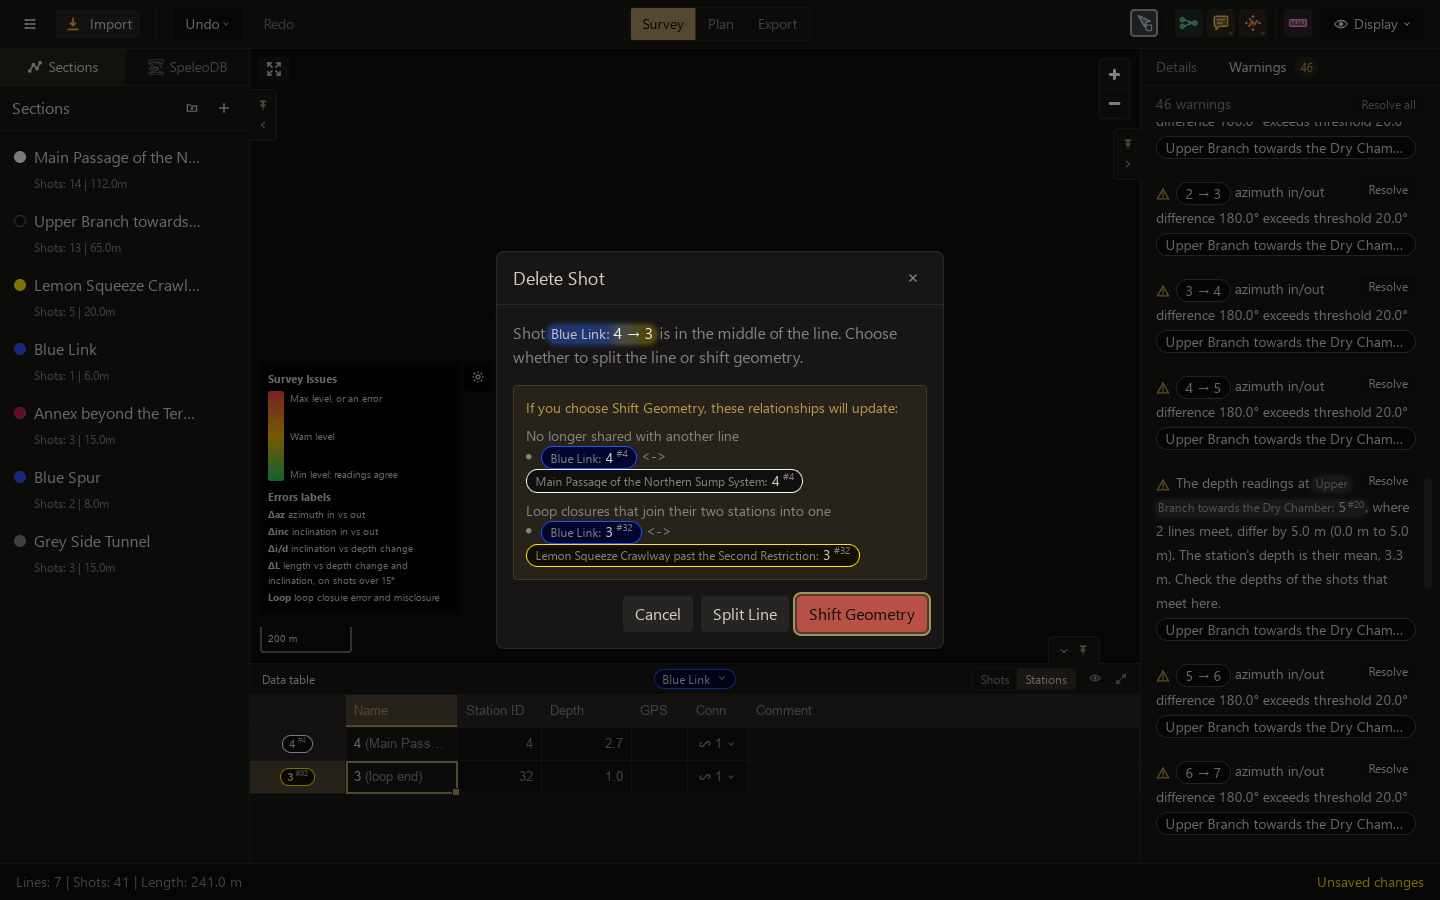 Import
Undo
Redo
Survey
Plan
Export
Display
Sections
SpeleoDB
Sections
Main Passage of the N...
Shots: 14 | 112.0m
Upper Branch towards...
Shots: 13 | 65.0m
Lemon Squeeze Crawl...
Shots: 5 | 20.0m
Blue Link
Shots: 1 | 6.0m
Annex beyond the Ter...
Shots: 3 | 15.0m
Blue Spur
Shots: 2 | 8.0m
Grey Side Tunnel
Shots: 3 | 15.0m
Survey Issues
Max level, or an error
Warn level
Min level: readings agree
Errors labels
Δaz azimuth in vs out
Δinc inclination in vs out
Δi/d inclination vs depth change
ΔL length vs depth change and
inclination, on shots over 15°
Loop loop closure error and misclosure
200 m
Delete Shot
Shot Blue Link: 4 → 3 is in the middle of the line. Choose
whether to split the line or shift geometry.
If you choose Shift Geometry, these relationships will update:
No longer shared with another line
• Blue Link: 4 #4 <->
Main Passage of the Northern Sump System: 4 #4
Loop closures that join their two stations into one
• Blue Link: 3 #32 <->
Lemon Squeeze Crawlway past the Second Restriction: 3 #32
Cancel
Split Line
Shift Geometry
Data table
Blue Link
Shots
Stations
Name Station ID Depth GPS Conn Comment
4 #4 4 (Main Pass... 4 2.7 1
3 #32 3 (loop end) 32 1.0 1
Details
Warnings 46
46 warnings
Resolve all
difference 180.0° exceeds threshold 20.0°
Upper Branch towards the Dry Cham...
2 → 3 azimuth in/out Resolve
difference 180.0° exceeds threshold 20.0°
Upper Branch towards the Dry Cham...
3 → 4 azimuth in/out Resolve
difference 180.0° exceeds threshold 20.0°
Upper Branch towards the Dry Cham...
4 → 5 azimuth in/out Resolve
difference 180.0° exceeds threshold 20.0°
Upper Branch towards the Dry Cham...
The depth readings at Upper Resolve
Branch towards the Dry Chamber: 5 #20, where
2 lines meet, differ by 5.0 m (0.0 m to 5.0
m). The station's depth is their mean, 3.3
m. Check the depths of the shots that
meet here.
Upper Branch towards the Dry Cham...
5 → 6 azimuth in/out Resolve
difference 180.0° exceeds threshold 20.0°
Upper Branch towards the Dry Cham...
6 → 7 azimuth in/out Resolve
difference 180.0° exceeds threshold 20.0°
Upper Branch towards the Dry Cham...
Lines: 7 | Shots: 41 | Length: 241.0 m
Unsaved changes